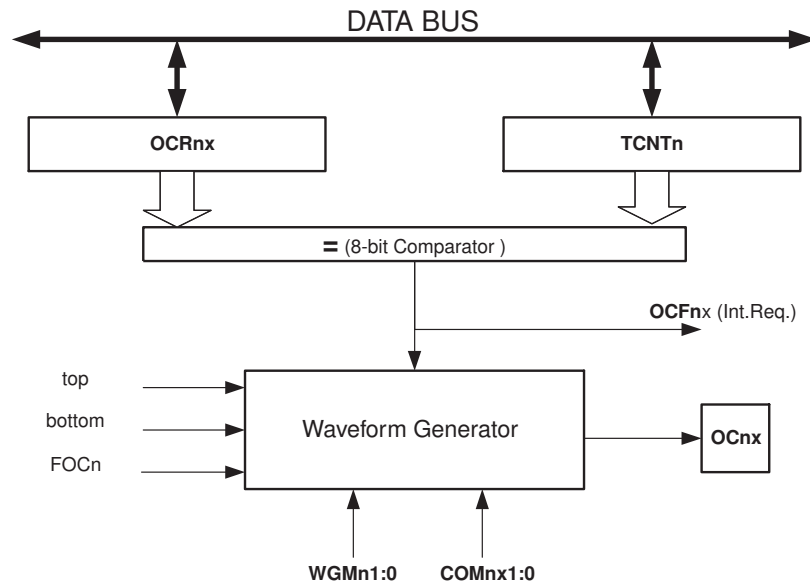 DATA BUS
OCRnx
TCNTn
= (8-bit Comparator )
OCFnx (Int.Req.)
top
bottom
FOCn
Waveform Generator
OCnx
WGMn1:0
COMnx1:0